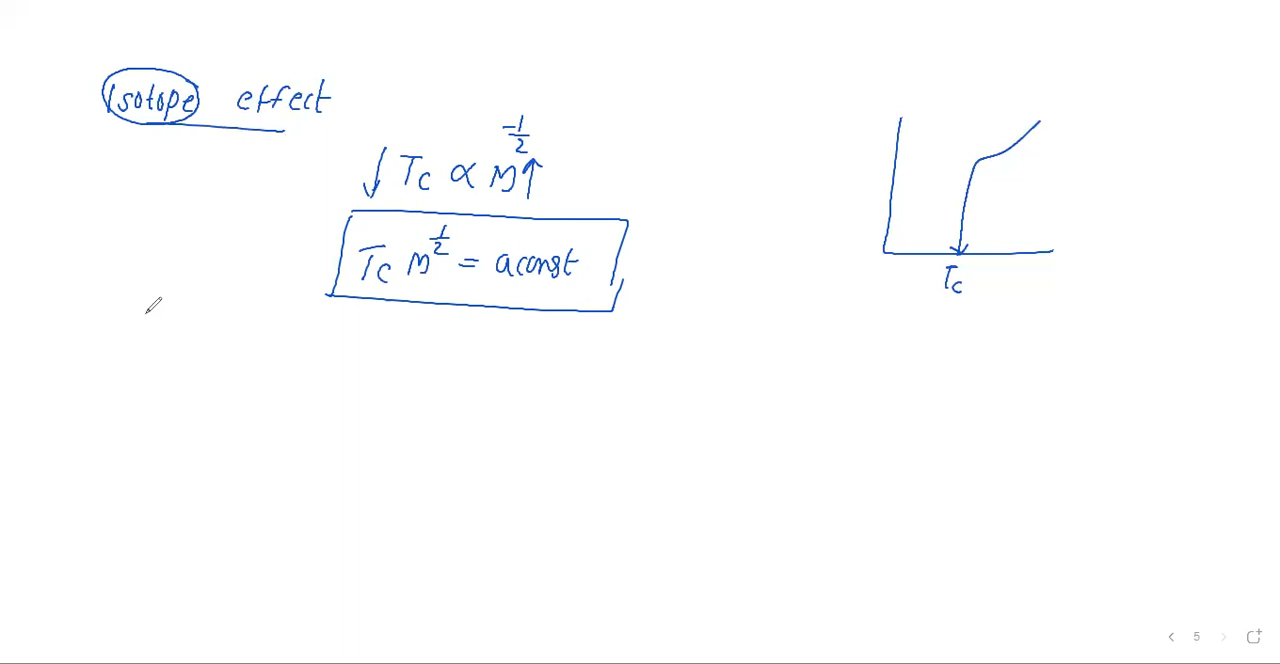 Isotope effect
↓ Tc ∝ M^-1/2 ↑
Tc M^1/2 = a const
Tc
5